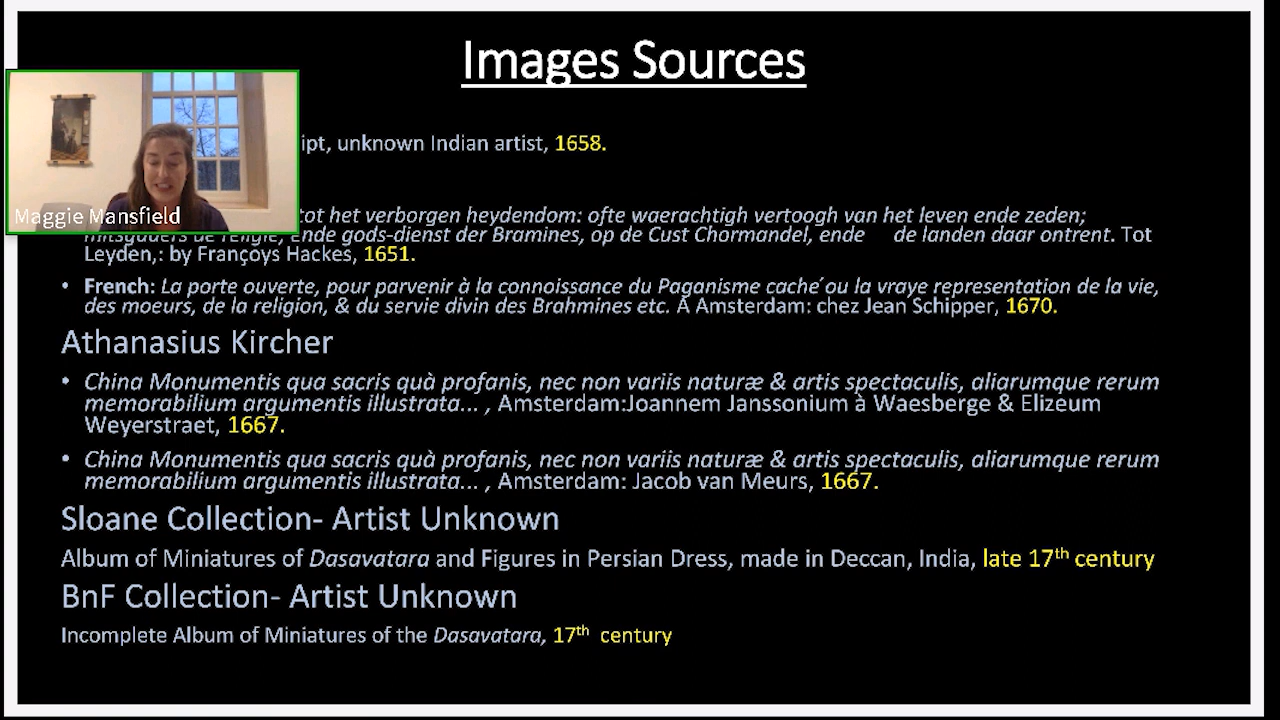 Images Sources
ipt, unknown Indian artist, 1658.
Maggie Mansfield
tot het verborgen heydendom: ofte waerachtigh vertoogh van het leven ende zeden;
mitsgaders de religie, ende gods-dienst der Bramines, op de Cust Chormandel, ende de landen daar ontrent. Tot
Leyden,: by Françoys Hackes, 1651.
• French: La porte ouverte, pour parvenir à la connoissance du Paganisme cache´ou la vraye representation de la vie,
des moeurs, de la religion, & du servie divin des Brahmines etc. À Amsterdam: chez Jean Schipper, 1670.
Athanasius Kircher
• China Monumentis qua sacris quà profanis, nec non variis naturæ & artis spectaculis, aliarumque rerum
memorabilium argumentis illustrata... , Amsterdam:Joannem Janssonium à Waesberge & Elizeum
Weyerstraet, 1667.
• China Monumentis qua sacris quà profanis, nec non variis naturæ & artis spectaculis, aliarumque rerum
memorabilium argumentis illustrata... , Amsterdam: Jacob van Meurs, 1667.
Sloane Collection- Artist Unknown
Album of Miniatures of Dasavatara and Figures in Persian Dress, made in Deccan, India, late 17th century
BnF Collection- Artist Unknown
Incomplete Album of Miniatures of the Dasavatara, 17th century